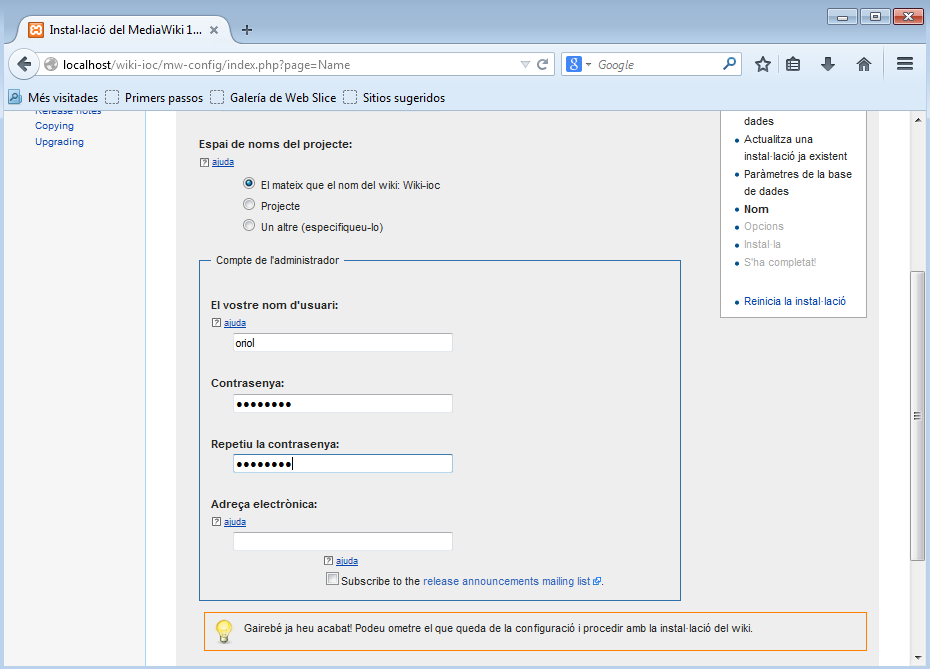 Instal·lació del MediaWiki 1...
localhost/wiki-ioc/mw-config/index.php?page=Name
Google
Més visitades
Primers passos
Galería de Web Slice
Sitios sugeridos
Release notes
Copying
Upgrading
Espai de noms del projecte:
ajuda
El mateix que el nom del wiki: Wiki-ioc
Projecte
Un altre (especifiqueu-lo)
Compte de l'administrador
El vostre nom d'usuari:
ajuda
oriol
Contrasenya:
Repetiu la contrasenya:
Adreça electrònica:
ajuda
ajuda
Subscribe to the release announcements mailing list.
Gairebé ja heu acabat! Podeu ometre el que queda de la configuració i procedir amb la instal·lació del wiki.
dades
Actualitza una
instal·lació ja existent
Paràmetres de la base
de dades
Nom
Opcions
Instal·la
S'ha completat!
Reinicia la instal·lació